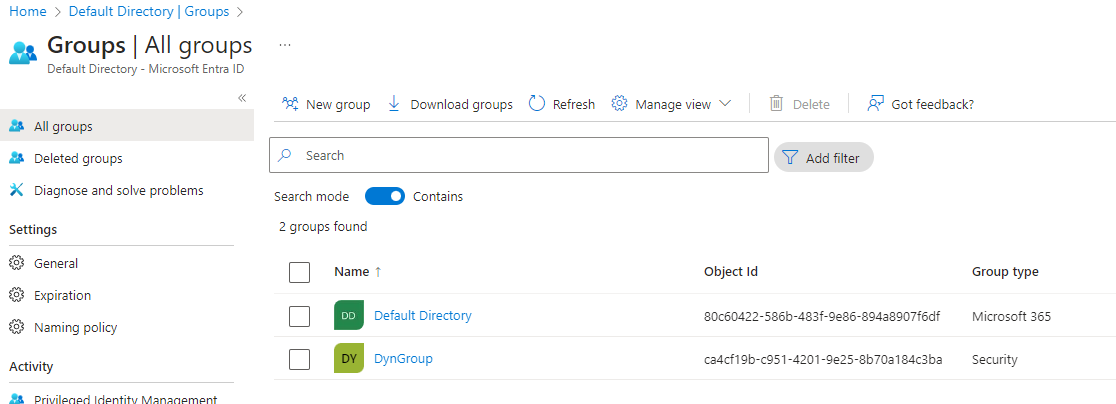 Home > Default Directory | Groups >
Groups | All groups ...
Default Directory - Microsoft Entra ID
«
New group Download groups Refresh Manage view Delete Got feedback?
All groups
Deleted groups
Diagnose and solve problems
Settings
General
Expiration
Naming policy
Activity
Privileged Identity Management
Search Add filter
Search mode Contains
2 groups found
Name ↑ Object Id Group type
DD Default Directory 80c60422-586b-483f-9e86-894a8907f6df Microsoft 365
DY DynGroup ca4cf19b-c951-4201-9e25-8b70a184c3ba Security